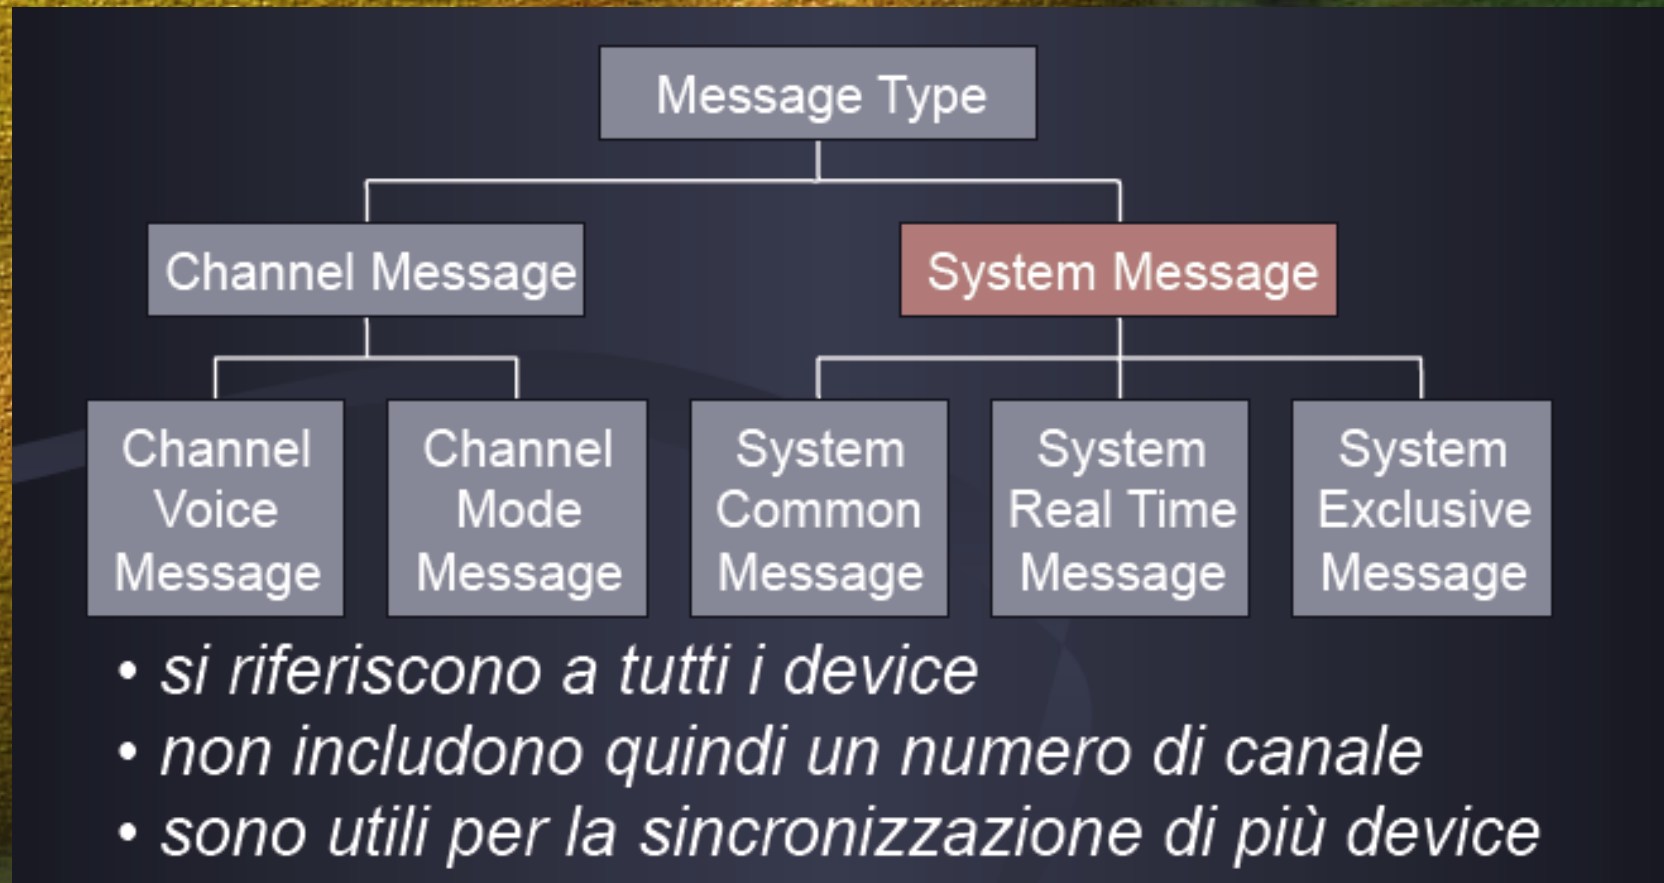 Message Type
Channel Message
System Message
Channel
Voice
Message
Channel
Mode
Message
System
Common
Message
System
Real Time
Message
System
Exclusive
Message
• si riferiscono a tutti i device
• non includono quindi un numero di canale
• sono utili per la sincronizzazione di più device